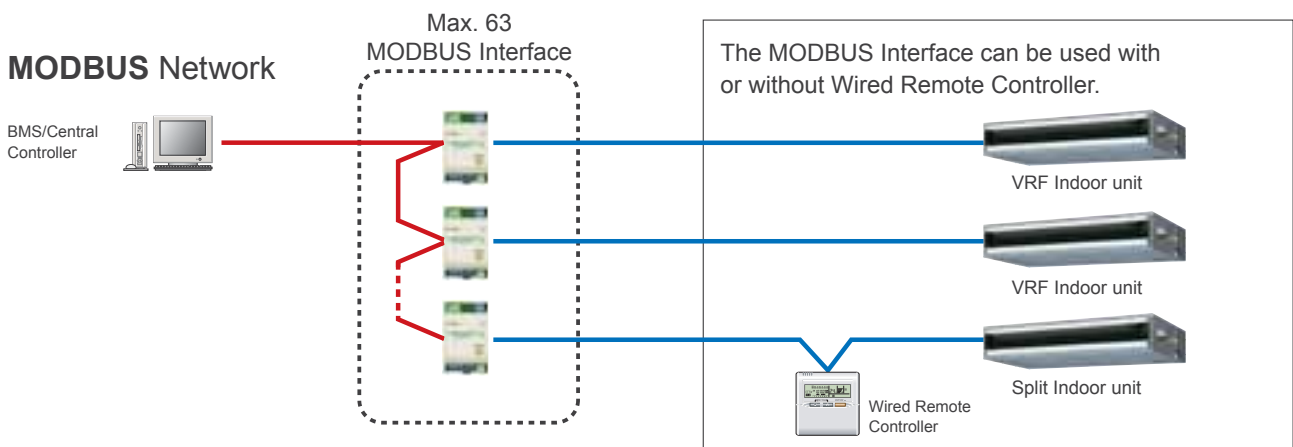 Max. 63
MODBUS Interface
MODBUS Network
BMS/Central
Controller
The MODBUS Interface can be used with
or without Wired Remote Controller.
VRF Indoor unit
VRF Indoor unit
Split Indoor unit
Wired Remote
Controller